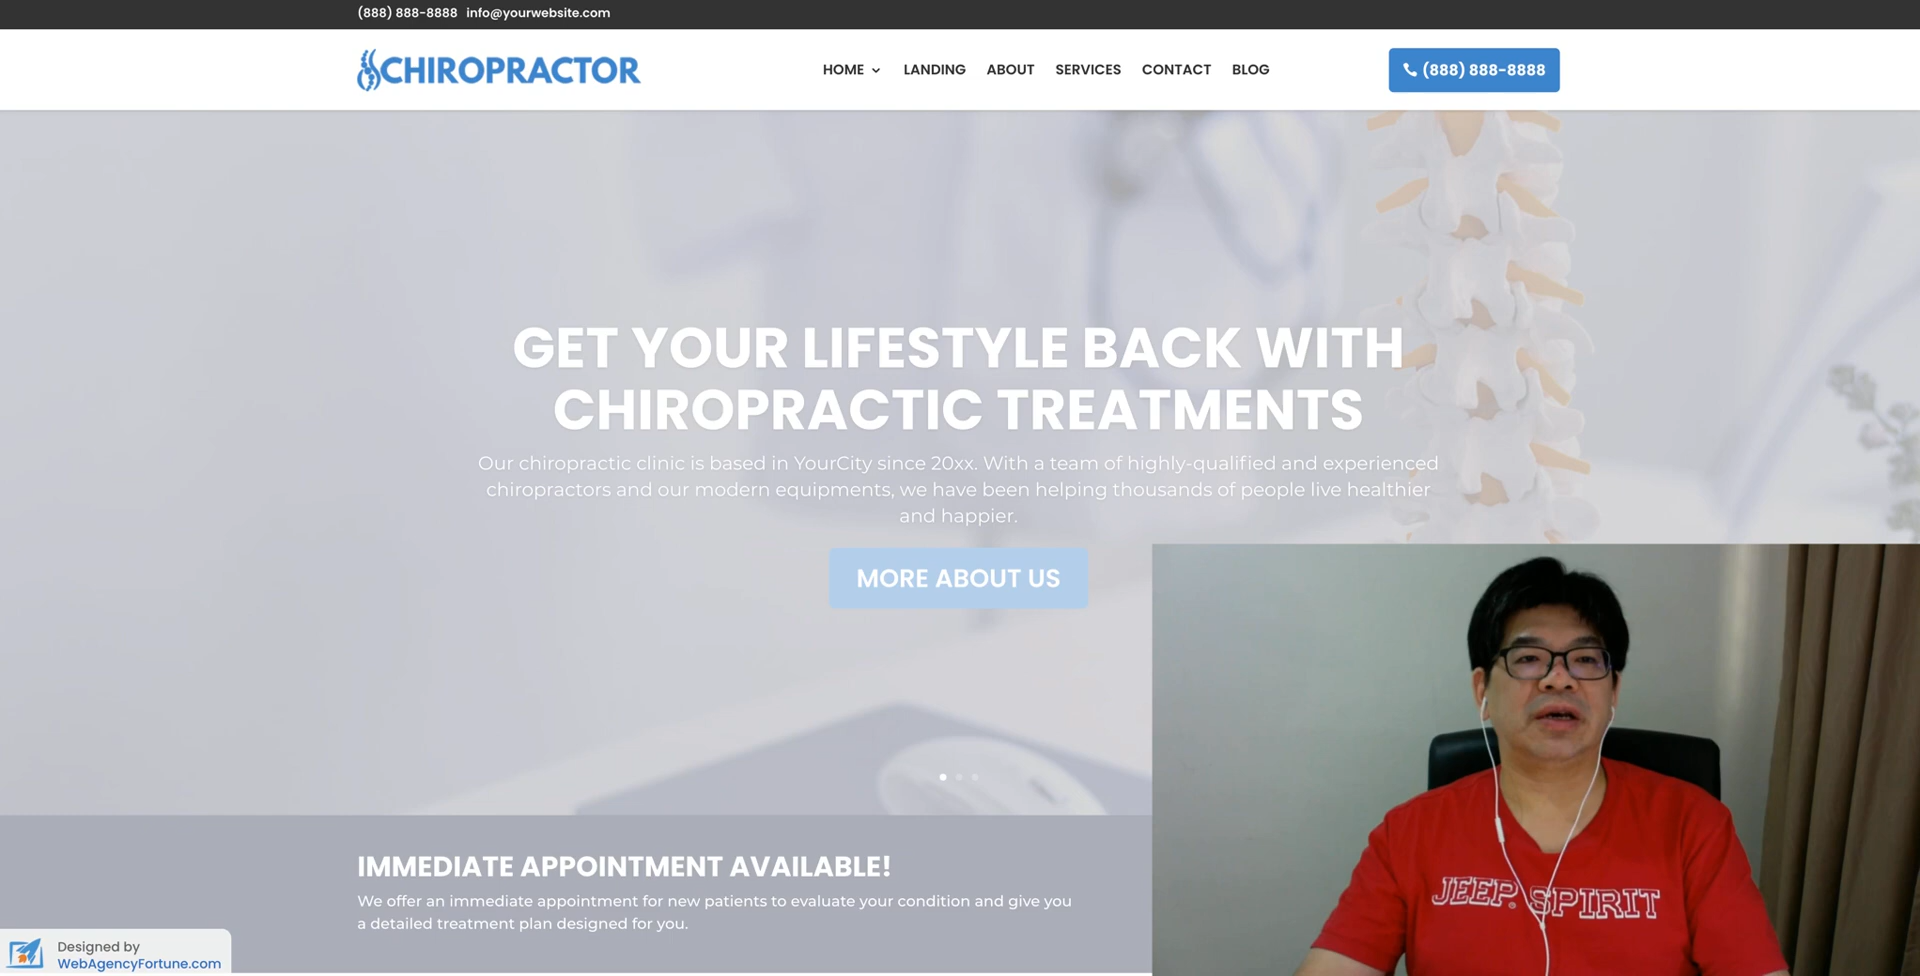 (888) 888-8888 info@yourwebsite.com
CHIROPRACTOR
HOME LANDING ABOUT SERVICES CONTACT BLOG
(888) 888-8888
GET YOUR LIFESTYLE BACK WITH
CHIROPRACTIC TREATMENTS
Our chiropractic clinic is based in YourCity since 20xx. With a team of highly-qualified and experienced
chiropractors and our modern equipments, we have been helping thousands of people live healthier
and happier.
MORE ABOUT US
IMMEDIATE APPOINTMENT AVAILABLE!
We offer an immediate appointment for new patients to evaluate your condition and give you
a detailed treatment plan designed for you.
Designed by
WebAgencyFortune.com
JEEP® SPIRIT